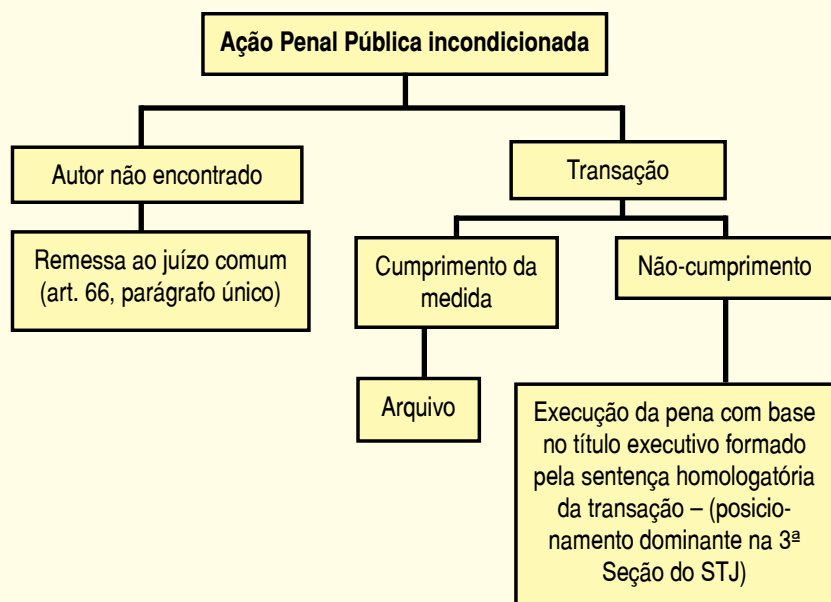 Ação Penal Pública incondicionada
Autor não encontrado
Remessa ao juízo comum
(art. 66, parágrafo único)
Transação
Cumprimento da
medida
Arquivo
Não-cumprimento
Execução da pena com base
no título executivo formado
pela sentença homologatória
da transação – (posicio-
namento dominante na 3ª
Seção do STJ)